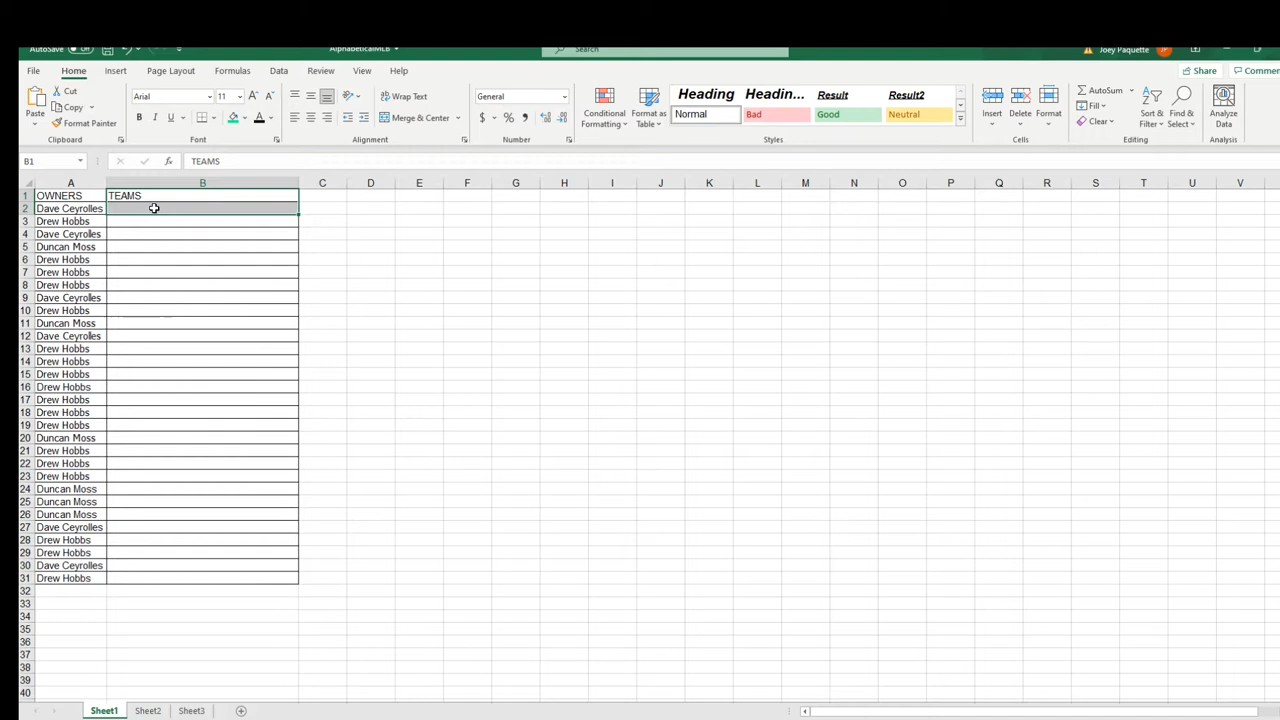 AutoSave Off AlphabeticalMLB Search Joey Paquette JP
File Home Insert Page Layout Formulas Data Review View Help Share Commen
Paste Cut Copy Format Painter Clipboard
Arial 11 A A B I U A Font
Wrap Text Merge & Center Alignment
General $ % , Number
Conditional Formatting Format as Table
Heading Headin... Result Result2
Normal Bad Good Neutral
Styles
Insert Delete Format Cells
AutoSum Fill Clear Sort & Filter Find & Select Editing
Analyze Data Analysis
B1 fx TEAMS
A B C D E F G H I J K L M N O P Q R S T U V
1 OWNERS TEAMS
2 Dave Ceyrolles
3 Drew Hobbs
4 Dave Ceyrolles
5 Duncan Moss
6 Drew Hobbs
7 Drew Hobbs
8 Drew Hobbs
9 Dave Ceyrolles
10 Drew Hobbs
11 Duncan Moss
12 Dave Ceyrolles
13 Drew Hobbs
14 Drew Hobbs
15 Drew Hobbs
16 Drew Hobbs
17 Drew Hobbs
18 Drew Hobbs
19 Drew Hobbs
20 Duncan Moss
21 Drew Hobbs
22 Drew Hobbs
23 Drew Hobbs
24 Duncan Moss
25 Duncan Moss
26 Duncan Moss
27 Dave Ceyrolles
28 Drew Hobbs
29 Drew Hobbs
30 Dave Ceyrolles
31 Drew Hobbs
32
33
34
35
36
37
38
39
40
Sheet1 Sheet2 Sheet3